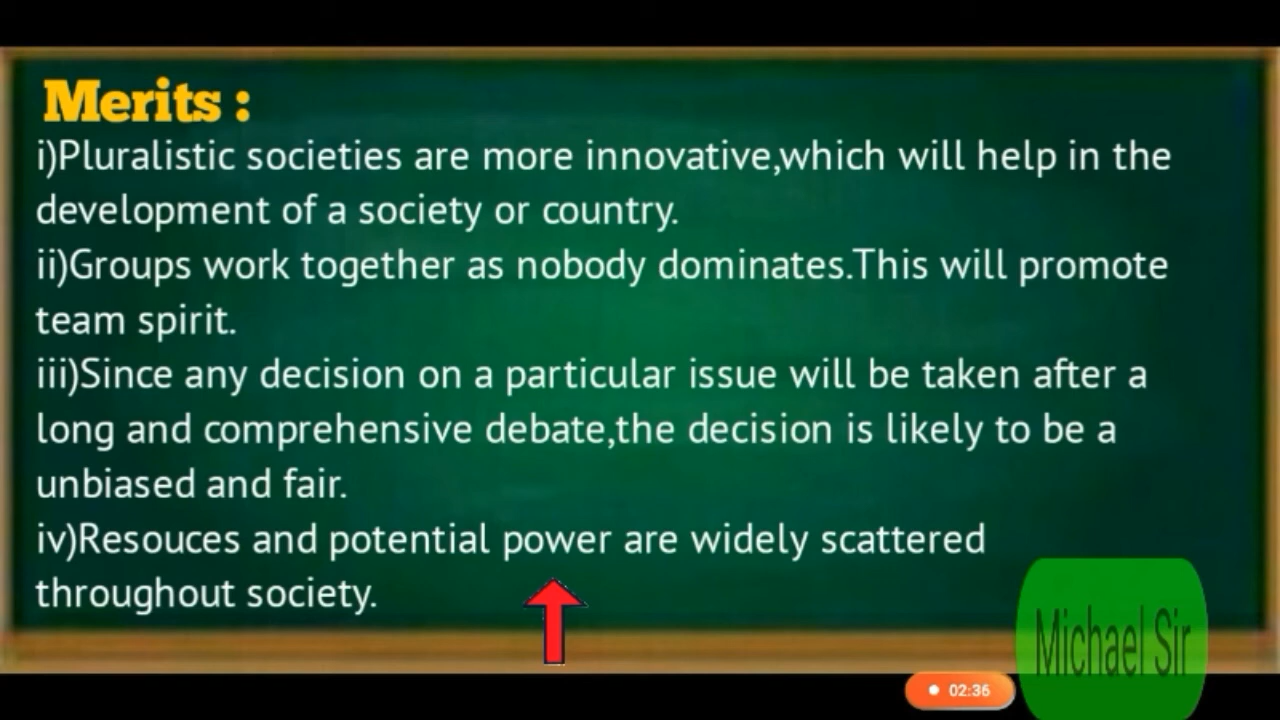 Merits :
i)Pluralistic societies are more innovative,which will help in the
development of a society or country.
ii)Groups work together as nobody dominates.This will promote
team spirit.
iii)Since any decision on a particular issue will be taken after a
long and comprehensive debate,the decision is likely to be a
unbiased and fair.
iv)Resouces and potential power are widely scattered
throughout society.
Michael Sir
02:36